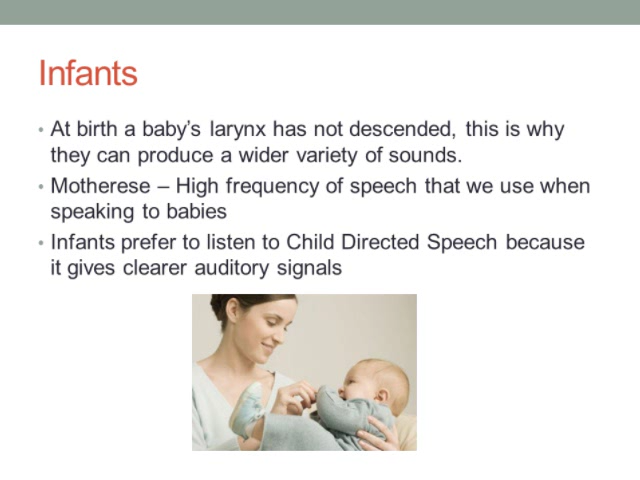 Infants
• At birth a baby’s larynx has not descended, this is why
they can produce a wider variety of sounds.
• Motherese – High frequency of speech that we use when
speaking to babies
• Infants prefer to listen to Child Directed Speech because
it gives clearer auditory signals